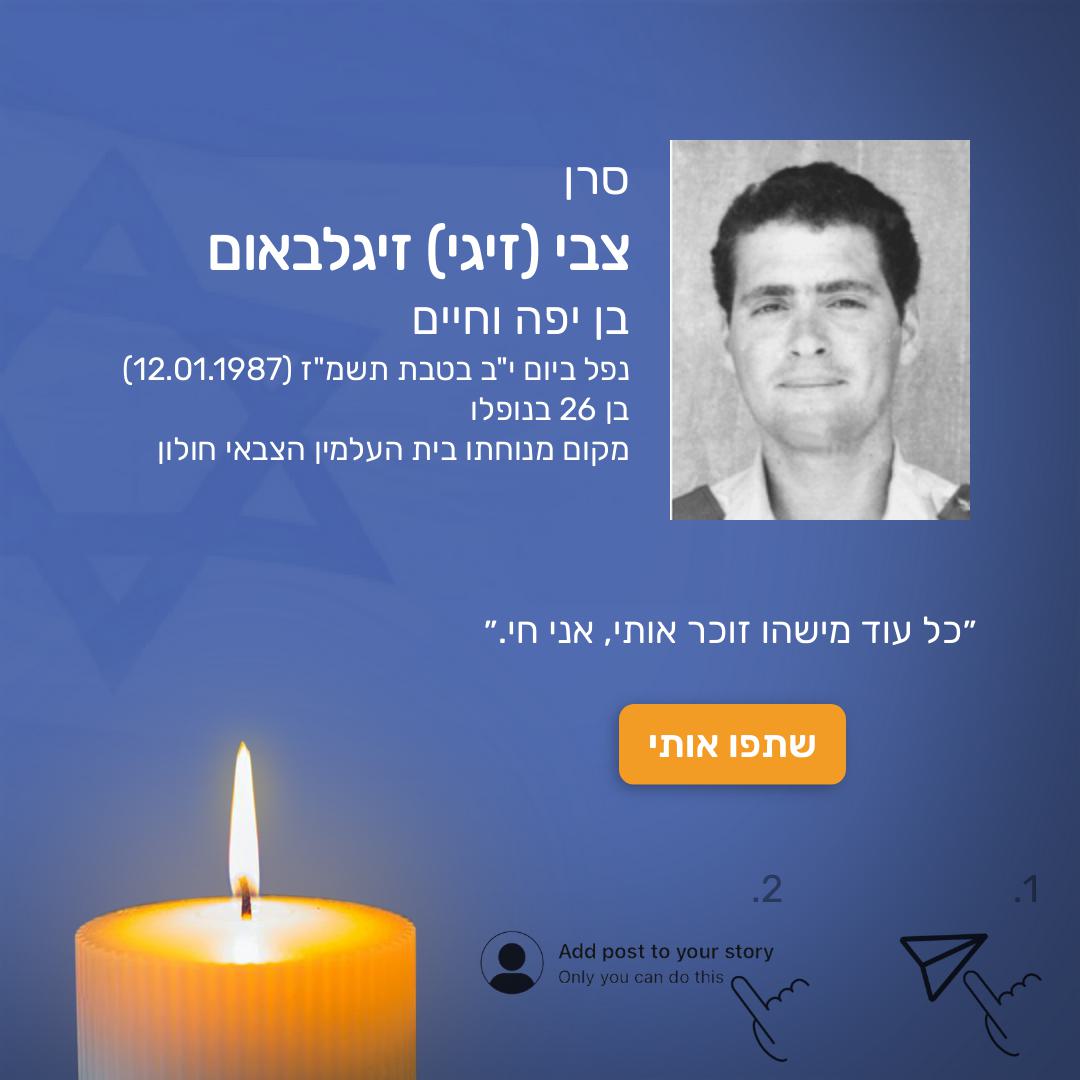 סרן
צבי (זיגי) זיגלבאום
בן יפה וחיים
נפל ביום י"ב בטבת תשמ"ז (12.01.1987)
בן 26 בנופלו
מקום מנוחתו בית העלמין הצבאי חולון
״כל עוד מישהו זוכר אותי, אני חי.״
שתפו אותי
.1
.2
Add post to your story
Only you can do this